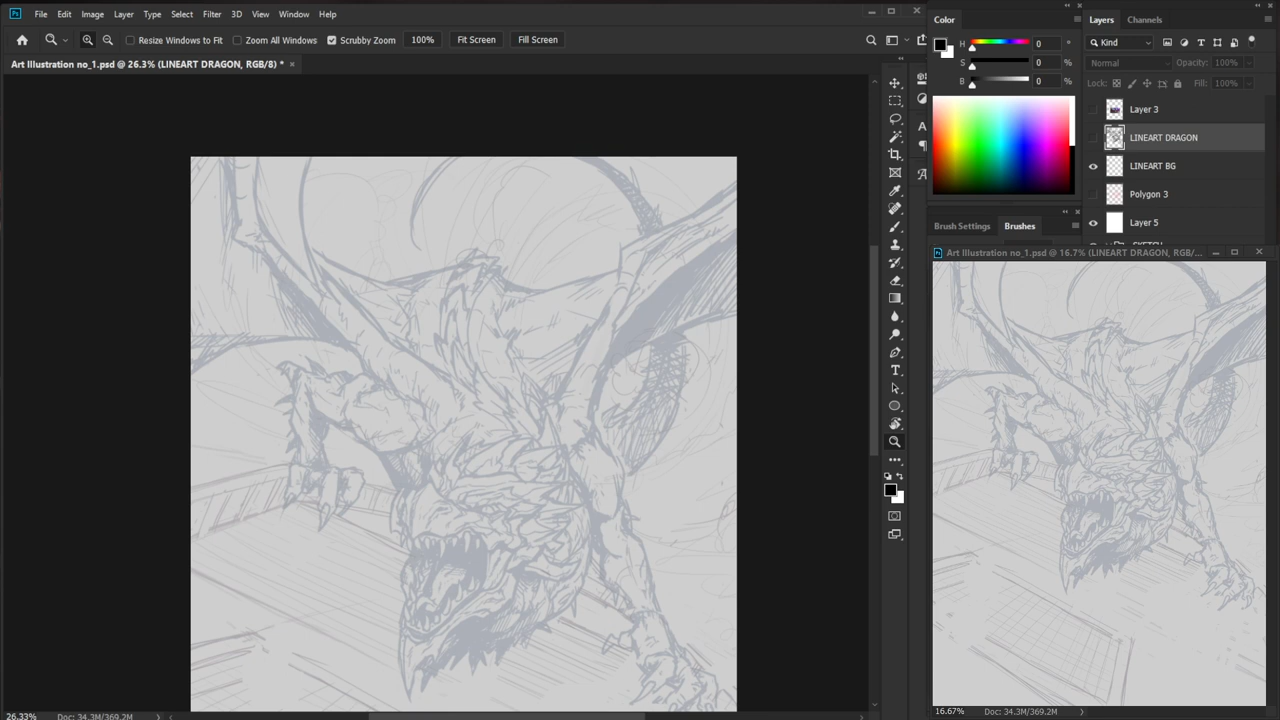 Ps File Edit Image Layer Type Select Filter 3D View Window Help
Resize Windows to Fit Zoom All Windows Scrubby Zoom 100% Fit Screen Fill Screen
Art Illustration no_1.psd @ 26.3% (LINEART DRAGON, RGB/8) * ×
26.33% Doc: 34.3M/369.2M
Color
H 0 °
S 0 %
B 0 %
Brush Settings Brushes
Layers Channels
Kind
Normal Opacity: 100%
Lock: Fill: 100%
Layer 3
LINEART DRAGON
LINEART BG
Polygon 3
Layer 5
Art Illustration no_1.psd @ 16.7% (LINEART DRAGON, RGB/...
16.67% Doc: 34.3M/369.2M